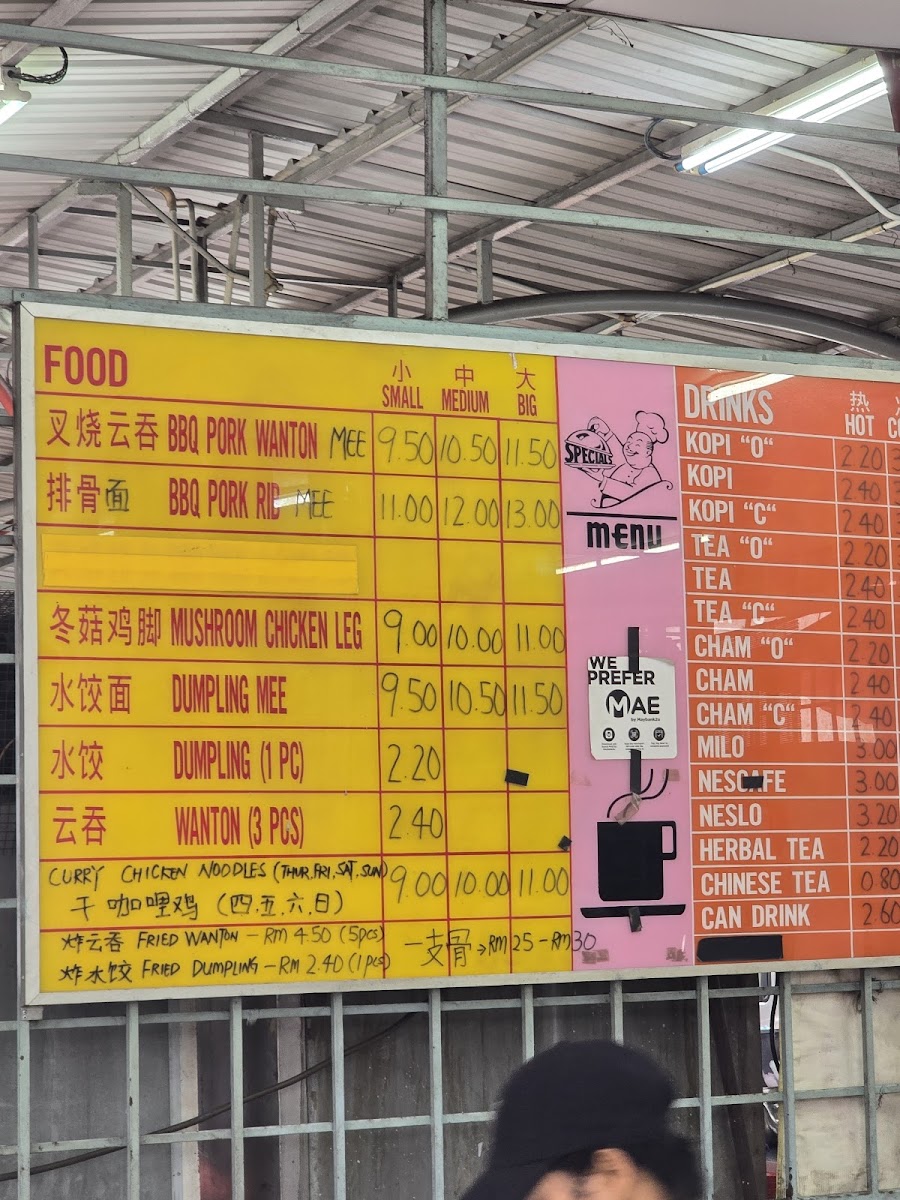 FOOD 小 中 大
SMALL MEDIUM BIG
叉烧云吞 BBQ PORK WANTON MEE 9.50 10.50 11.50
排骨面 BBQ PORK RIB MEE 11.00 12.00 13.00
冬菇鸡脚 MUSHROOM CHICKEN LEG 9.00 10.00 11.00
水饺面 DUMPLING MEE 9.50 10.50 11.50
水饺 DUMPLING (1 PC) 2.20
云吞 WANTON (3 PCS) 2.40
CURRY CHICKEN NOODLES (THUR, FRI, SAT, SUN) 9.00 10.00 11.00
干咖哩鸡 (四.五.六.日)
炸云吞 FRIED WANTON - RM 4.50 (5pcs)
炸水饺 FRIED DUMPLING - RM 2.40 (1pcs)
一支骨 → RM 25 - RM 30
SPECIALS
MENU
WE
PREFER
MAE
by Maybank2u
DRINKS 热
HOT
KOPI "O" 2.20
KOPI 2.40
KOPI "C" 2.40
TEA "O" 2.20
TEA 2.40
TEA "C" 2.40
CHAM "O" 2.20
CHAM 2.40
CHAM "C" 2.40
MILO 3.00
NESCAFE 3.00
NESLO 3.20
HERBAL TEA 2.20
CHINESE TEA 0.80
CAN DRINK 2.60